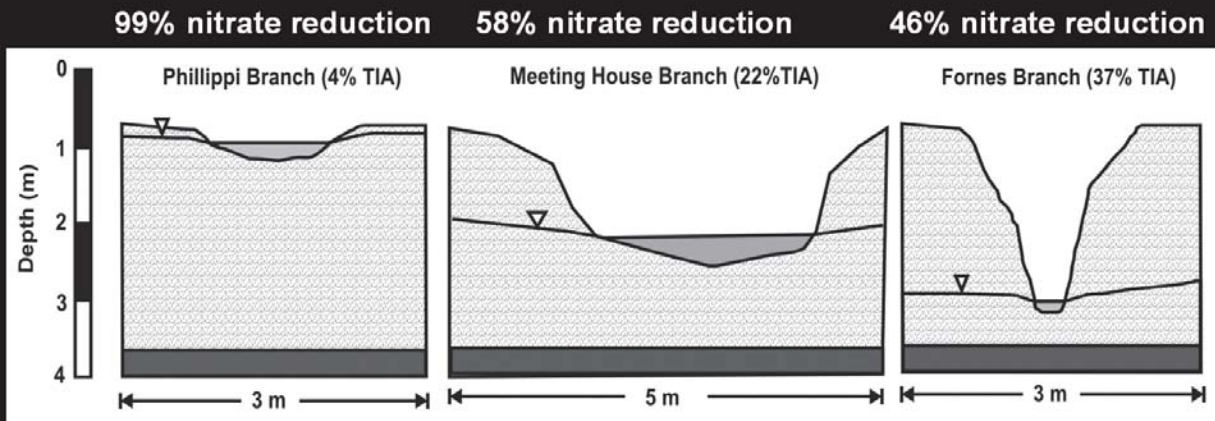 99% nitrate reduction 58% nitrate reduction 46% nitrate reduction
Phillippi Branch (4% TIA) Meeting House Branch (22%TIA) Fornes Branch (37% TIA)
Depth (m)
0
1
2
3
4
3 m 5 m 3 m